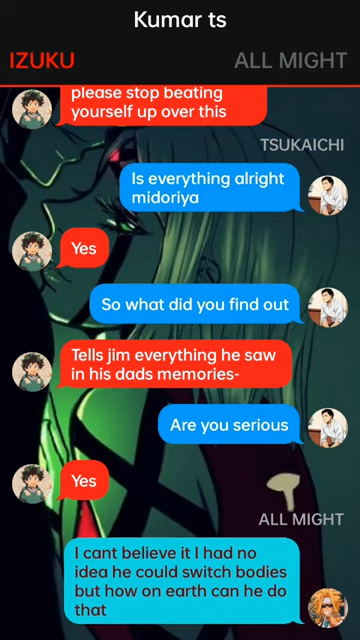 Kumar ts
IZUKU
ALL MIGHT
please stop beating
yourself up over this
TSUKAICHI
Is everything alright
midoriya
Yes
So what did you find out
Tells jim everything he saw
in his dads memories-
Are you serious
Yes
ALL MIGHT
I cant believe it I had no
idea he could switch bodies
but how on earth can he do
that